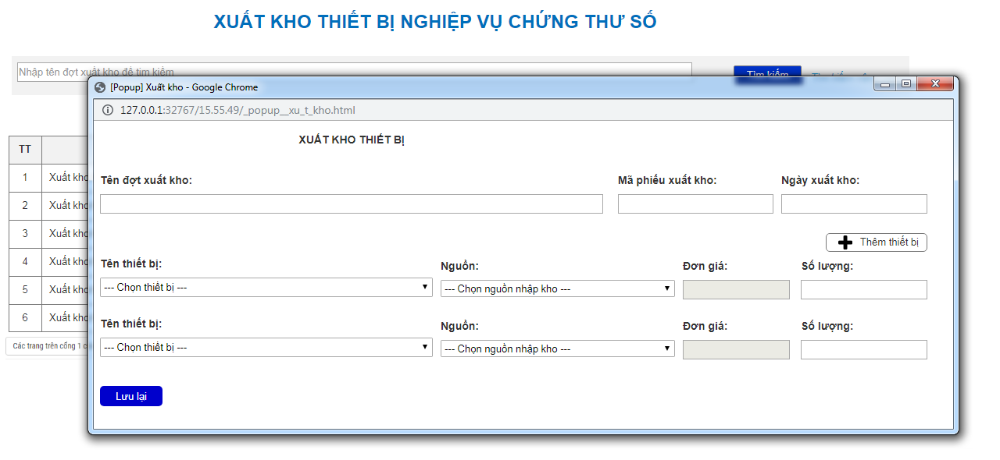 XUẤT KHO THIẾT BỊ NGHIỆP VỤ CHỨNG THƯ SỐ
Nhập tên đợt xuất kho để tìm kiếm
Tìm kiếm
[Popup] Xuất kho - Google Chrome
127.0.0.1:32767/15.55.49/_popup__xu_t_kho.html
XUẤT KHO THIẾT BỊ
TT
1 Xuất kho
2 Xuất kho
3 Xuất kho
4 Xuất kho
5 Xuất kho
6 Xuất kho
Các trang trên cổng 1
Tên đợt xuất kho: Mã phiếu xuất kho: Ngày xuất kho:
Thêm thiết bị
Tên thiết bị: Nguồn: Đơn giá: Số lượng:
--- Chọn thiết bị --- --- Chọn nguồn nhập kho ---
Tên thiết bị: Nguồn: Đơn giá: Số lượng:
--- Chọn thiết bị --- --- Chọn nguồn nhập kho ---
Lưu lại